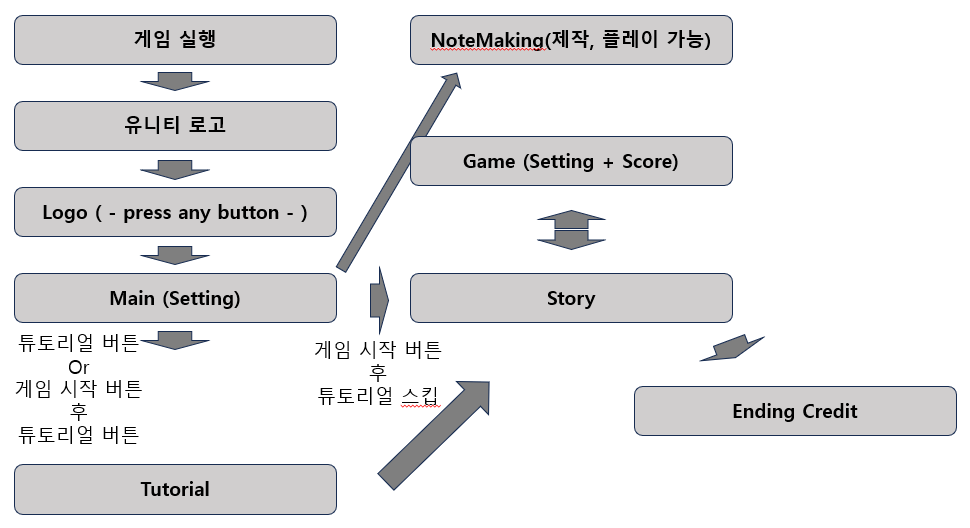 게임 실행
유니티 로고
Logo ( - press any button - )
Main (Setting)
튜토리얼 버튼
Or
게임 시작 버튼
후
튜토리얼 버튼
Tutorial
NoteMaking(제작, 플레이 가능)
Game (Setting + Score)
Story
게임 시작 버튼
후
튜토리얼 스킵
Ending Credit